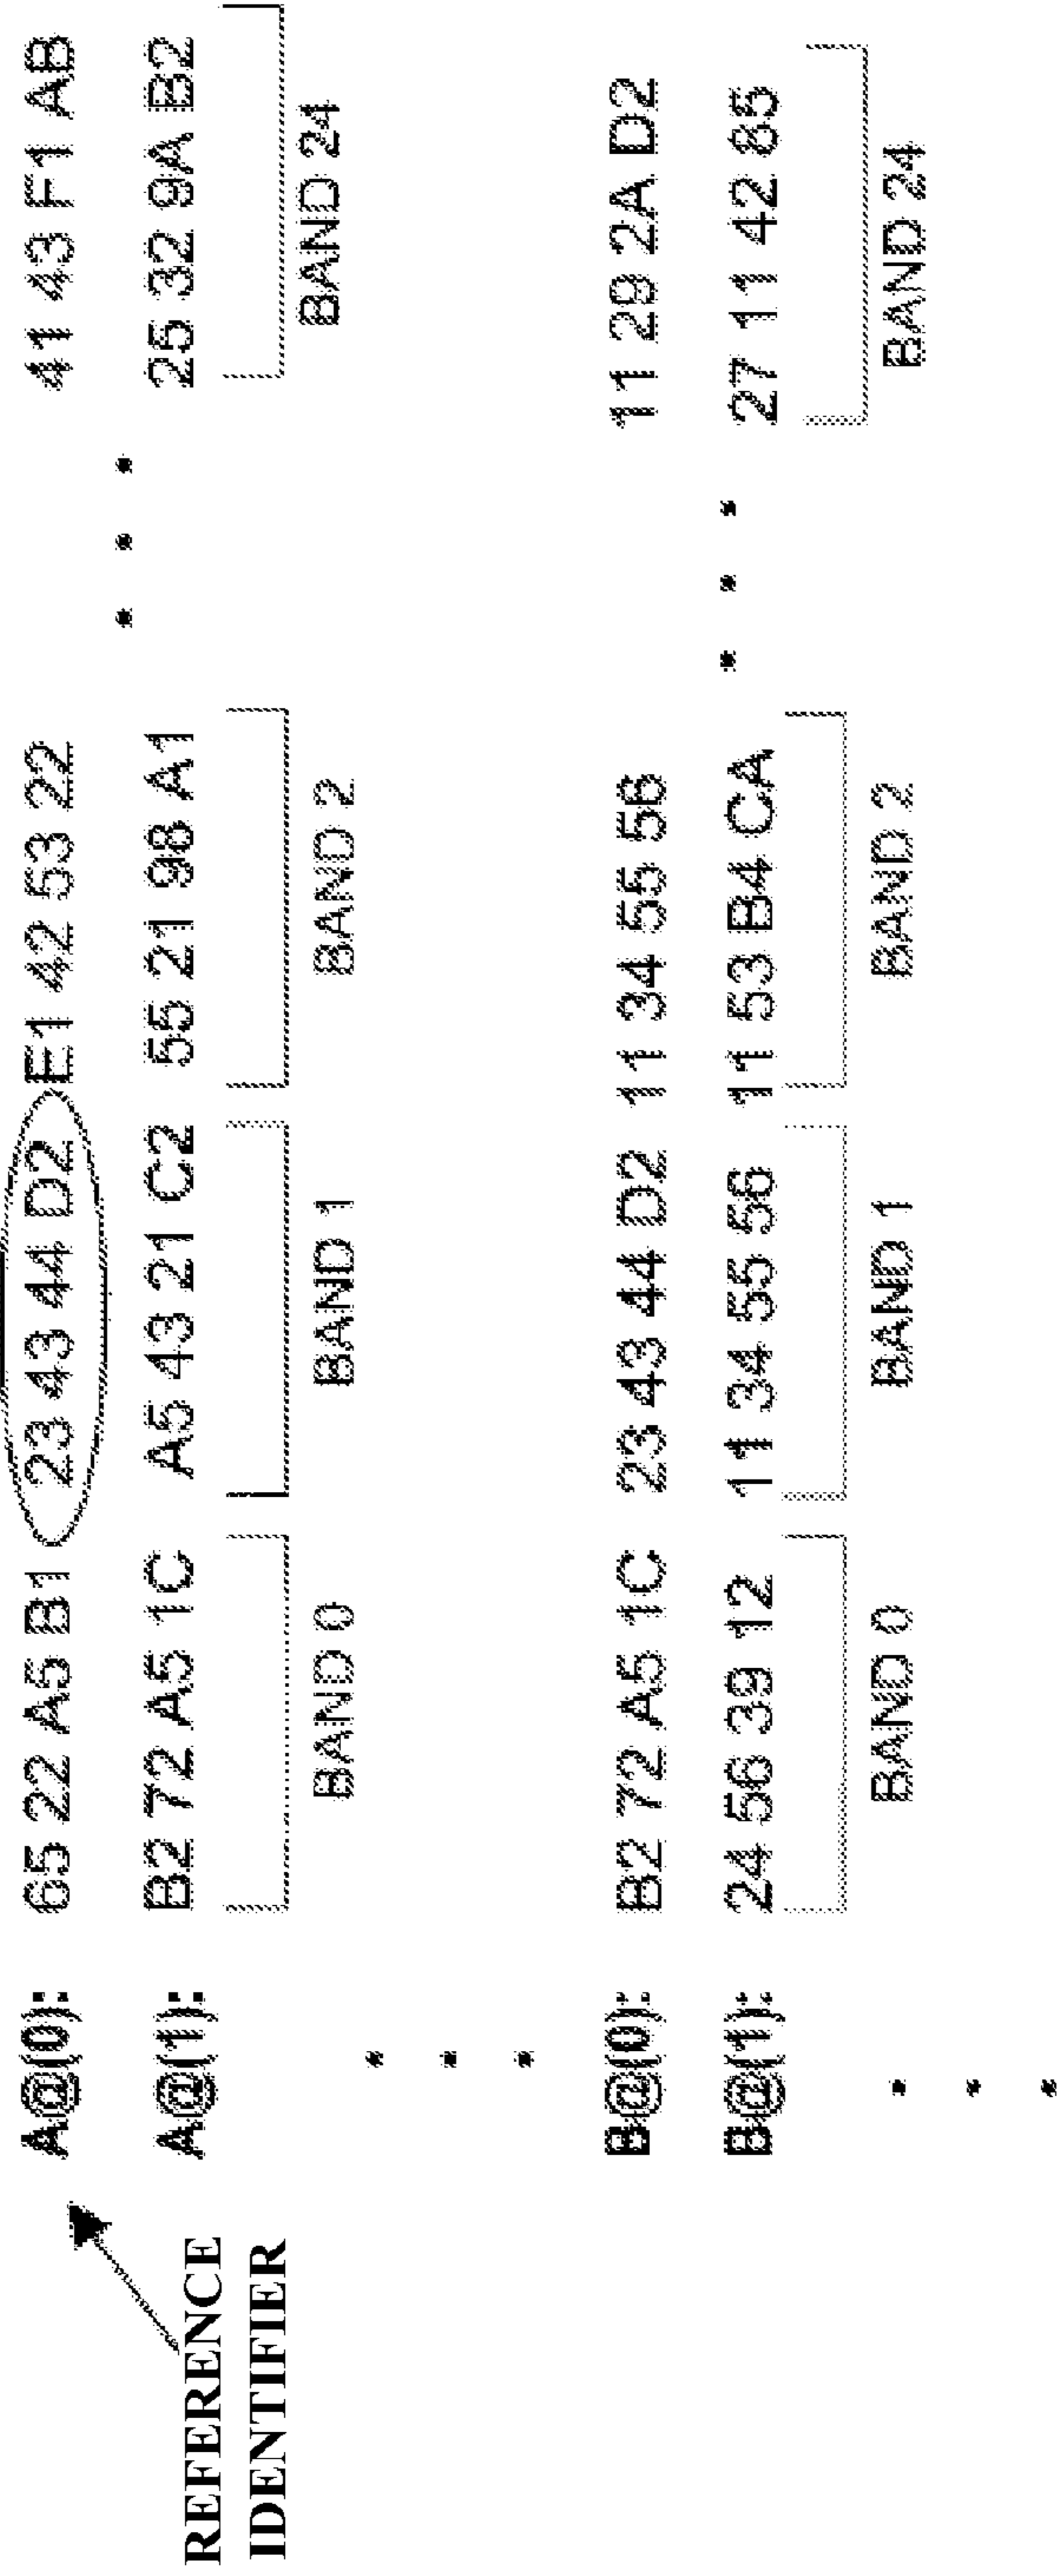 A@(0): 65 22 A5 B1 23 43 44 D2 E1 42 53 22 41 43 F1 AB
A@(1): B2 72 A5 1C A5 43 21 C2 55 21 98 A1 25 32 9A B2
BAND 0 BAND 1 BAND 2 BAND 24
REFERENCE
IDENTIFIER
B@(0): B2 72 A5 1C 23 43 44 D2 11 34 55 56 11 29 2A D2
B@(1): 24 56 39 12 11 34 55 56 11 53 B4 CA 27 11 42 85
BAND 0 BAND 1 BAND 2 BAND 24